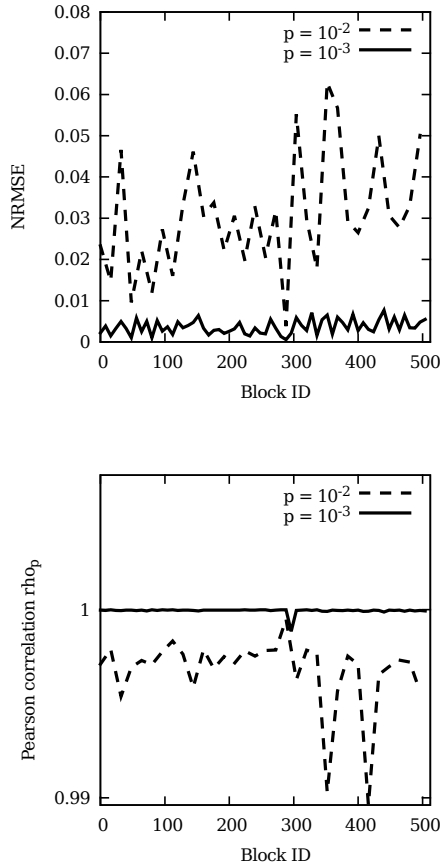 0.08
p = 10-2
p = 10-3
0.07
0.06
0.05
0.04
0.03
0.02
0.01
0
NRMSE
0 100 200 300 400 500
Block ID
p = 10-2
p = 10-3
1
0.99
Pearson correlation rhop
0 100 200 300 400 500
Block ID